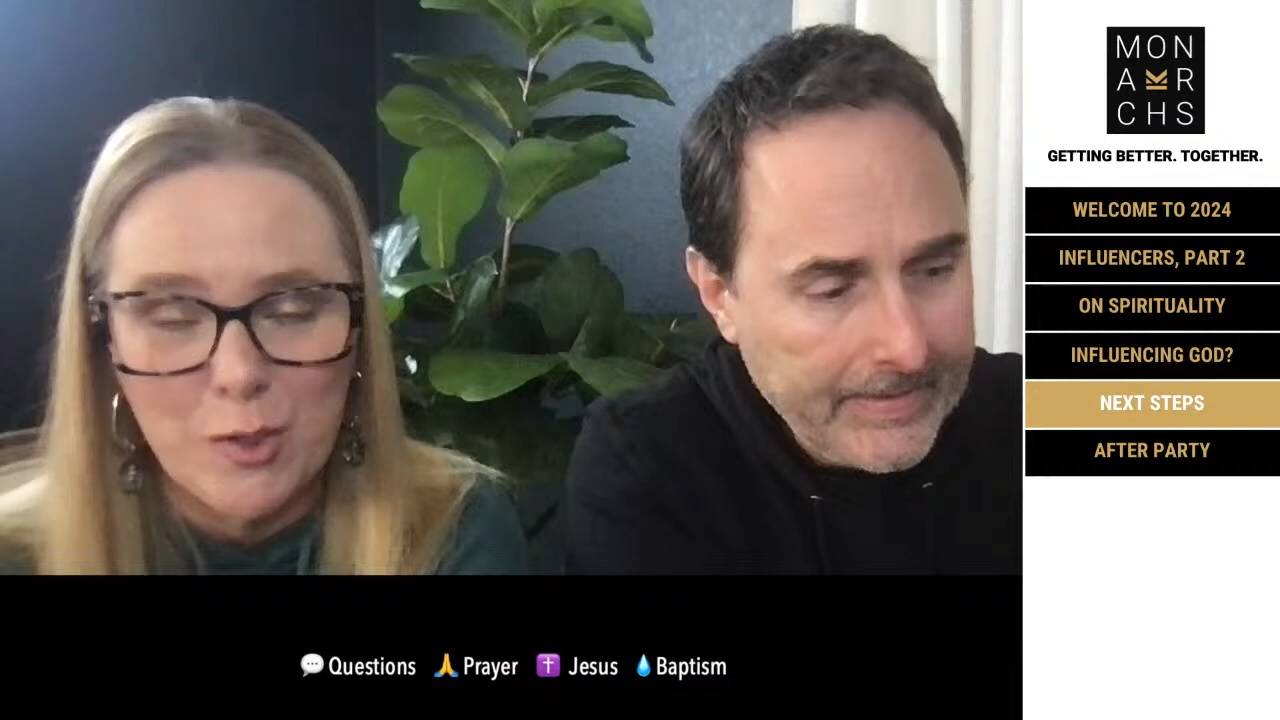 MON
A R
CHS
GETTING BETTER. TOGETHER.
WELCOME TO 2024
INFLUENCERS, PART 2
ON SPIRITUALITY
INFLUENCING GOD?
NEXT STEPS
AFTER PARTY
💬Questions 🙏Prayer ✝️ Jesus 💧Baptism